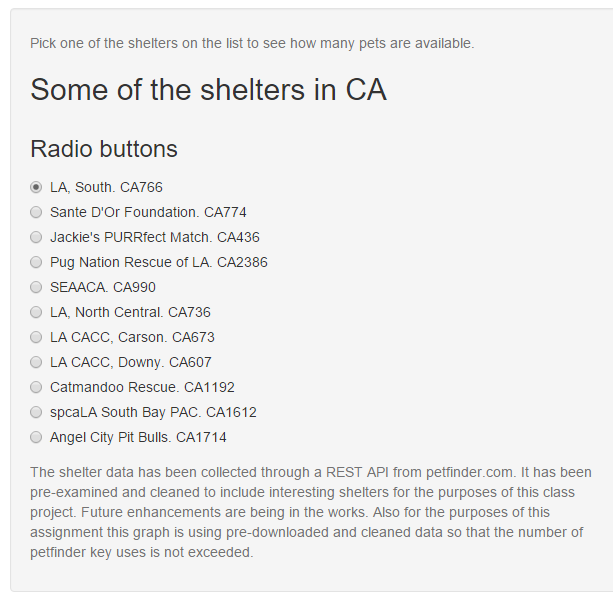 Pick one of the shelters on the list to see how many pets are available.
Some of the shelters in CA
Radio buttons
LA, South. CA766
Sante D'Or Foundation. CA774
Jackie's PURRfect Match. CA436
Pug Nation Rescue of LA. CA2386
SEAACA. CA990
LA, North Central. CA736
LA CACC, Carson. CA673
LA CACC, Downy. CA607
Catmandoo Rescue. CA1192
spcaLA South Bay PAC. CA1612
Angel City Pit Bulls. CA1714
The shelter data has been collected through a REST API from petfinder.com. It has been
pre-examined and cleaned to include interesting shelters for the purposes of this class
project. Future enhancements are being in the works. Also for the purposes of this
assignment this graph is using pre-downloaded and cleaned data so that the number of
petfinder key uses is not exceeded.